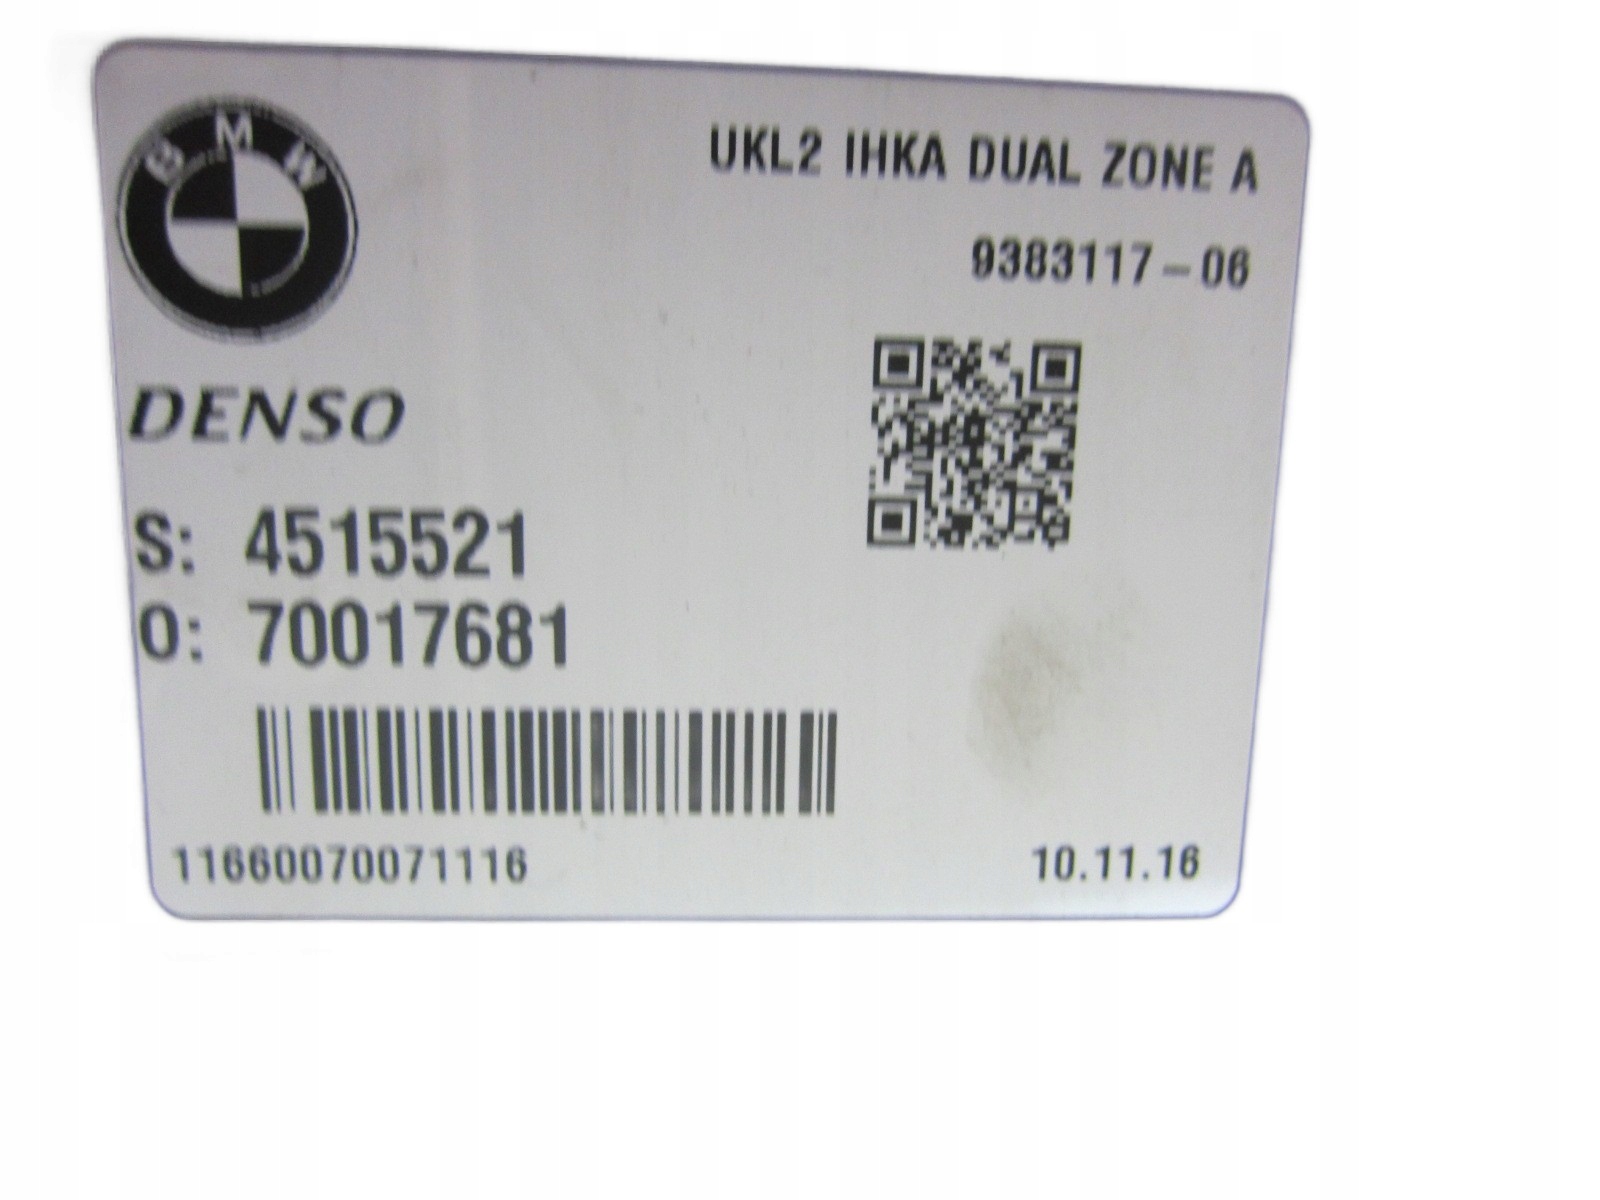 BMW
UKL2 IHKA DUAL ZONE A
9383117-06
DENSO
S: 4515521
O: 70017681
11660070071116
10.11.16